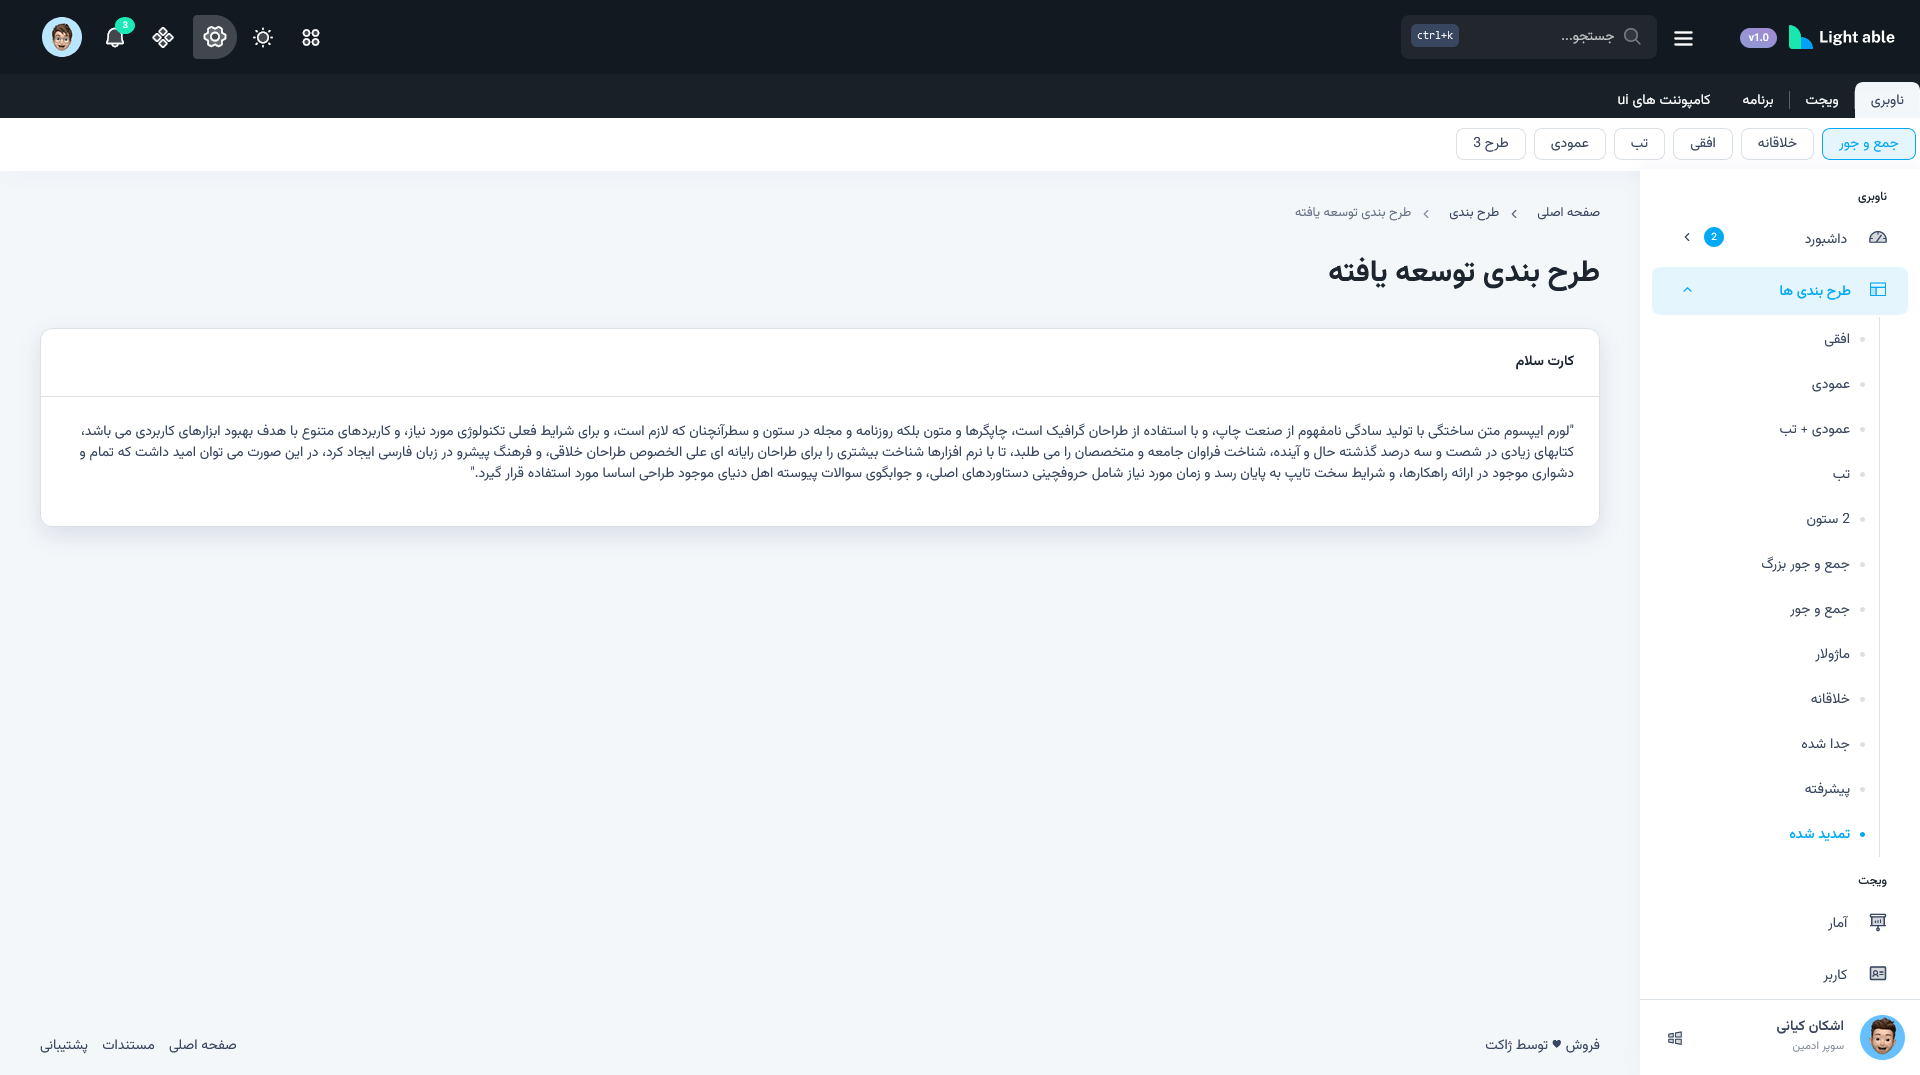 Light able
v1.0
جستجو...
ctrl+k
3
ناوبری
ویجت
برنامه
کامپوننت های ui
جمع و جور
خلاقانه
افقی
تب
عمودی
طرح 3
ناوبری
داشبورد
2
طرح بندی ها
افقی
عمودی
عمودی + تب
تب
2 ستون
جمع و جور بزرگ
جمع و جور
ماژولار
خلاقانه
جدا شده
پیشرفته
تمدید شده
ویجت
آمار
کاربر
اشکان کیانی
سوپر ادمین
صفحه اصلی
طرح بندی
طرح بندی توسعه یافته
طرح بندی توسعه یافته
کارت سلام
"لورم ایپسوم متن ساختگی با تولید سادگی نامفهوم از صنعت چاپ، و با استفاده از طراحان گرافیک است، چاپگرها و متون بلکه روزنامه و مجله در ستون و سطرآنچنان که لازم است، و برای شرایط فعلی تکنولوژی مورد نیاز، و کاربردهای متنوع با هدف بهبود ابزارهای کاربردی می باشد،
کتابهای زیادی در شصت و سه درصد گذشته حال و آینده، شناخت فراوان جامعه و متخصصان را می طلبد، تا با نرم افزارها شناخت بیشتری را برای طراحان رایانه ای علی الخصوص طراحان خلاقی، و فرهنگ پیشرو در زبان فارسی ایجاد کرد، در این صورت می توان امید داشت که تمام و
دشواری موجود در ارائه راهکارها، و شرایط سخت تایپ به پایان رسد و زمان مورد نیاز شامل حروفچینی دستاوردهای اصلی، و جوابگوی سوالات پیوسته اهل دنیای موجود طراحی اساسا مورد استفاده قرار گیرد."
فروش ♥ توسط ژاکت
صفحه اصلی
مستندات
پشتیبانی